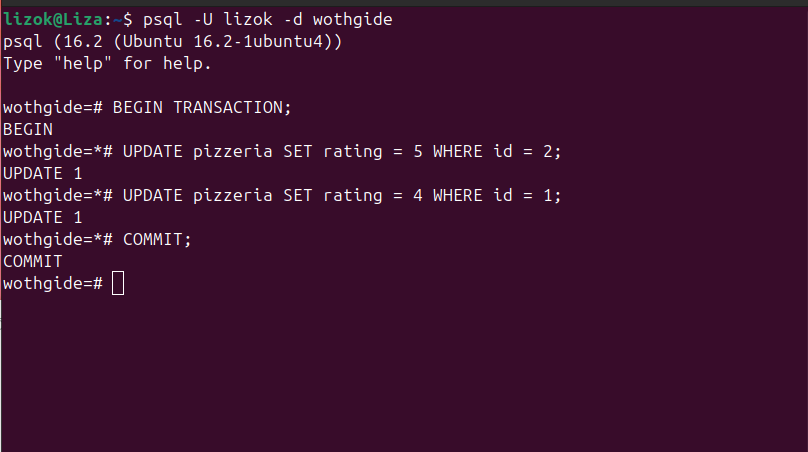 lizok@Liza:~$ psql -U lizok -d wothgide
psql (16.2 (Ubuntu 16.2-1ubuntu4))
Type "help" for help.
wothgide=# BEGIN TRANSACTION;
BEGIN
wothgide=*# UPDATE pizzeria SET rating = 5 WHERE id = 2;
UPDATE 1
wothgide=*# UPDATE pizzeria SET rating = 4 WHERE id = 1;
UPDATE 1
wothgide=*# COMMIT;
COMMIT
wothgide=#